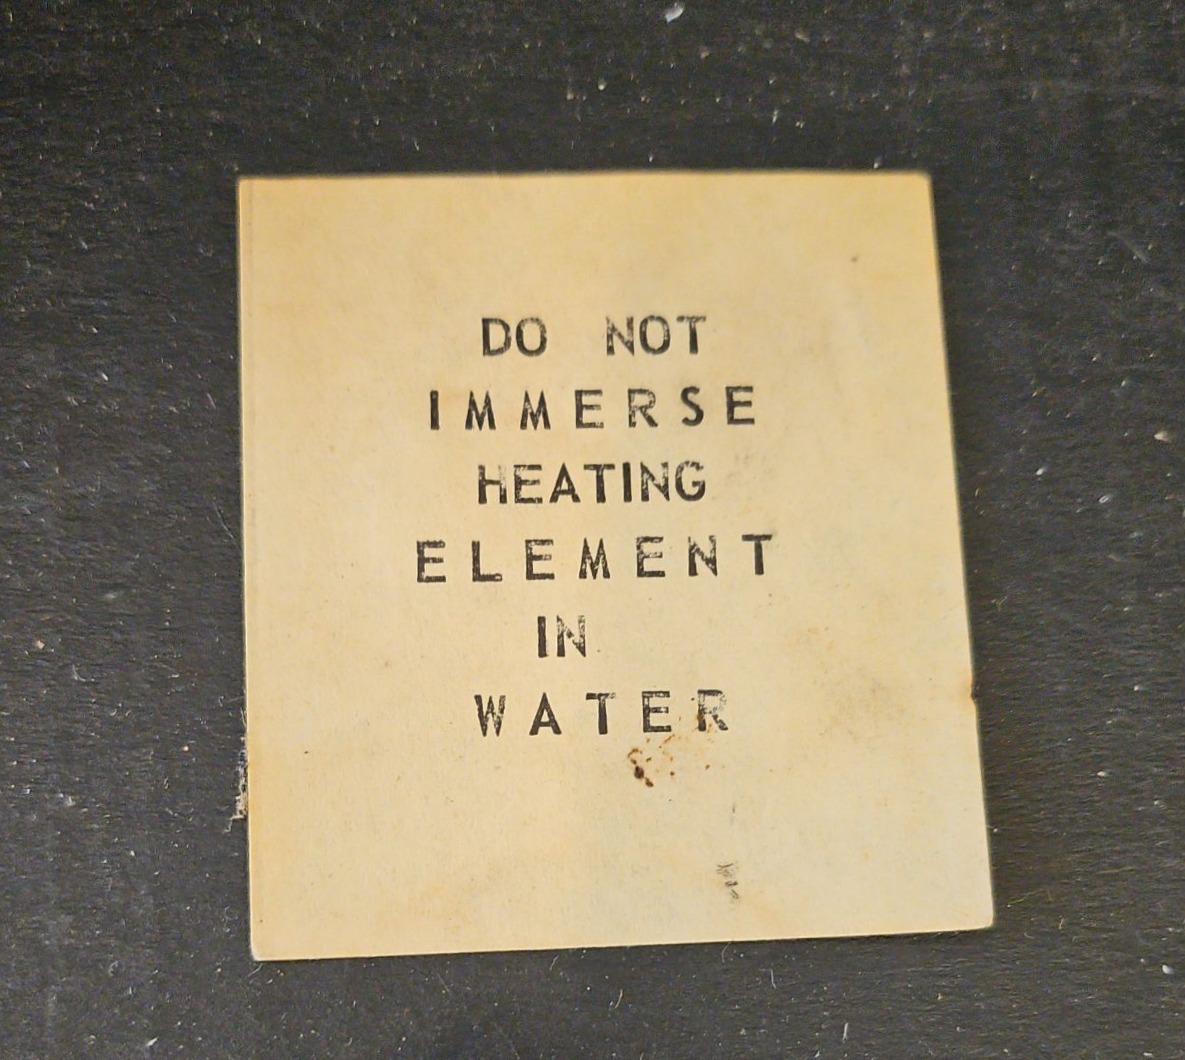 DO NOT
IMMERSE
HEATING
ELEMENT
IN
WATER